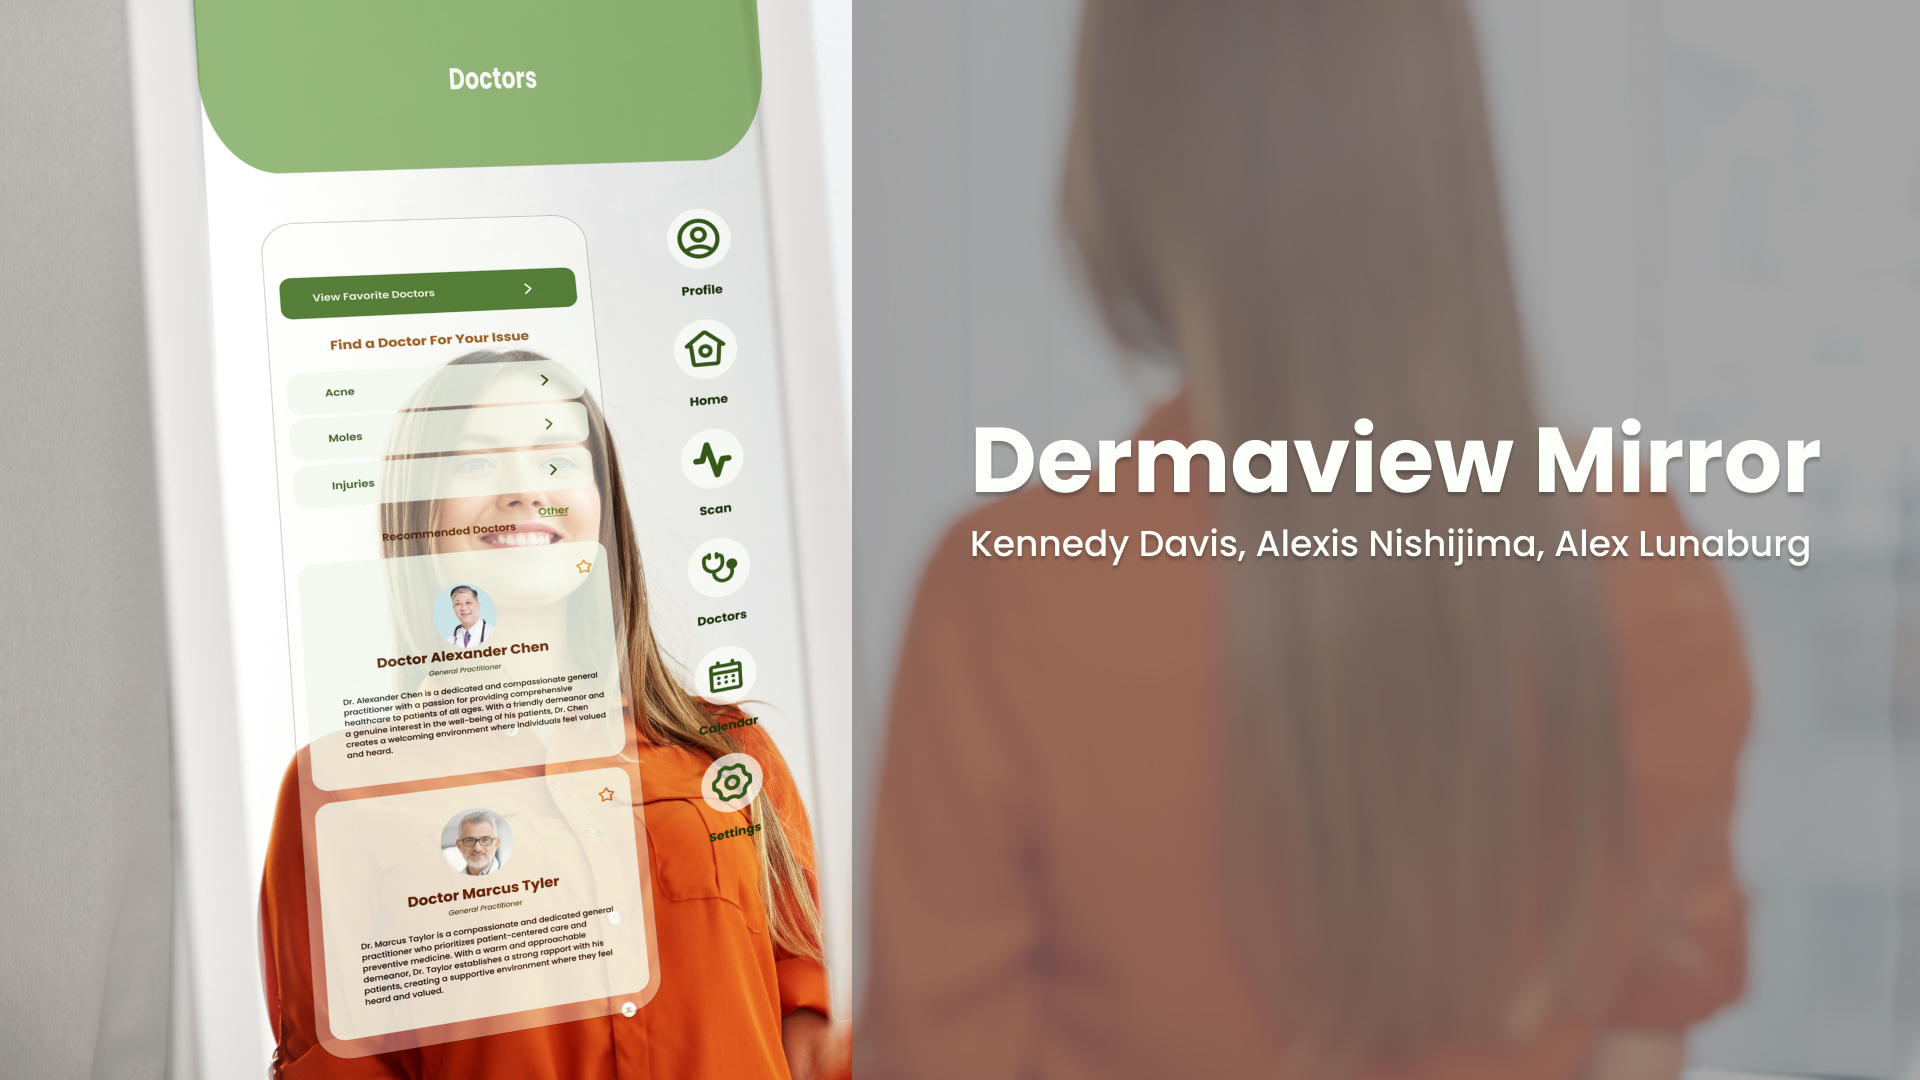 Doctors
View Favorite Doctors
Find a Doctor For Your Issue
Acne
Moles
Injuries
Other
Recommended Doctors
Doctor Alexander Chen
General Practitioner
Dr. Alexander Chen is a dedicated and compassionate general
practitioner with a passion for providing comprehensive
healthcare to patients of all ages. With a friendly demeanor and
a genuine interest in the well-being of his patients, Dr. Chen
creates a welcoming environment where individuals feel valued
and heard.
Doctor Marcus Tyler
General Practitioner
Dr. Marcus Taylor is a compassionate and dedicated general
practitioner who prioritizes patient-centered care and
preventive medicine. With a warm and approachable
demeanor, Dr. Taylor establishes a strong rapport with his
patients, creating a supportive environment where they feel
heard and valued.
Profile
Home
Scan
Doctors
Calendar
Settings
Dermaview Mirror
Kennedy Davis, Alexis Nishijima, Alex Lunaburg